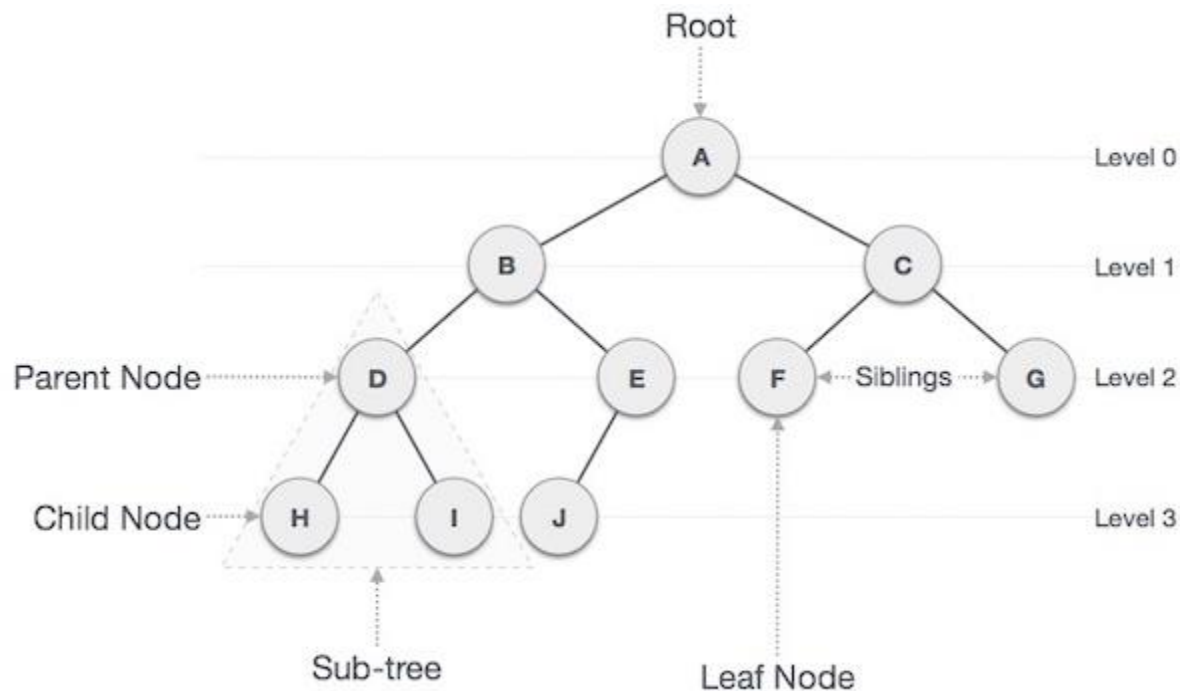 Root
A
Level 0
B
C
Level 1
Parent Node
D
E
F
Siblings
G
Level 2
Child Node
H
I
J
Level 3
Sub-tree
Leaf Node